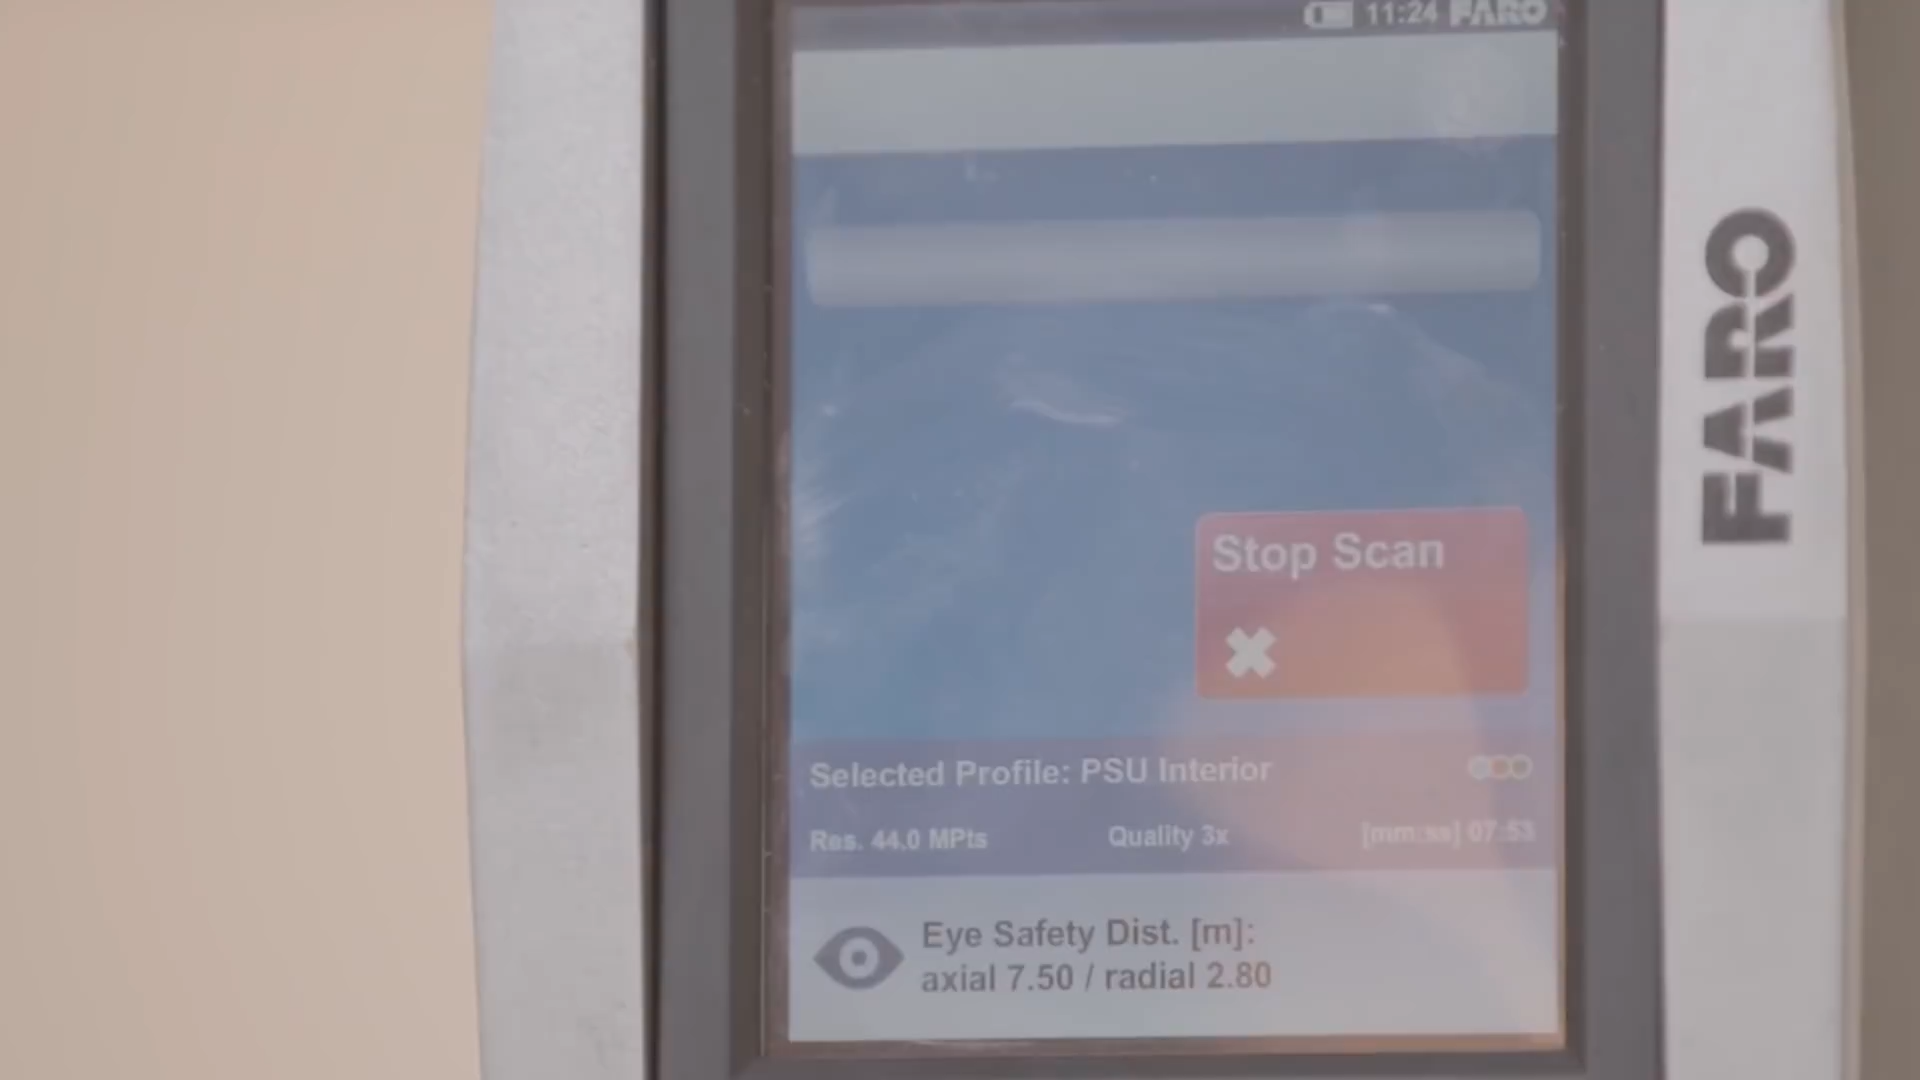 11:24 FARO
Stop Scan
Selected Profile: PSU Interior
Res. 44.0 MPts Quality 3x [mm:ss] 07:53
Eye Safety Dist. [m]:
axial 7.50 / radial 2.80
FARO